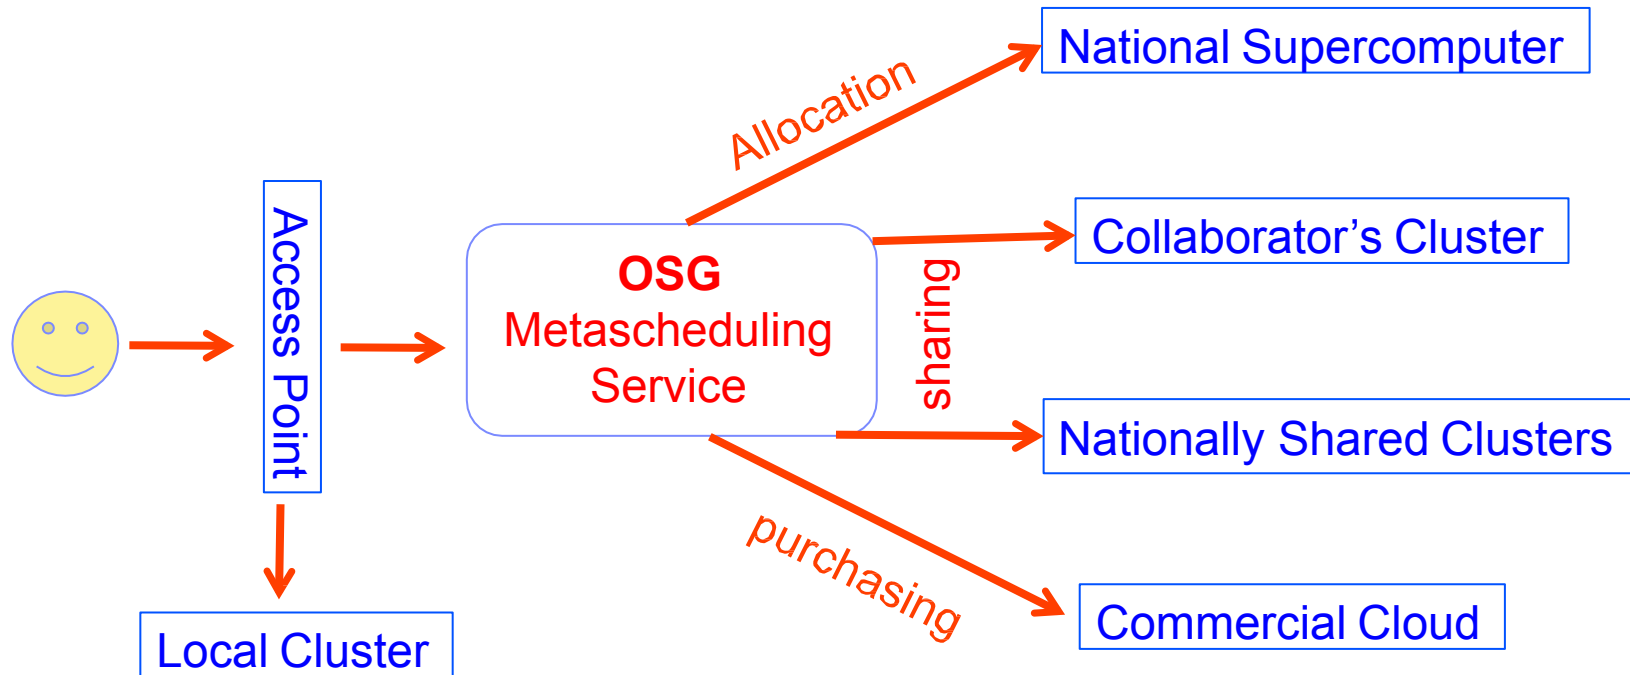 National Supercomputer
Allocation
Access Point
Collaborator’s Cluster
OSG
Metascheduling
Service
sharing
Nationally Shared Clusters
purchasing
Commercial Cloud
Local Cluster